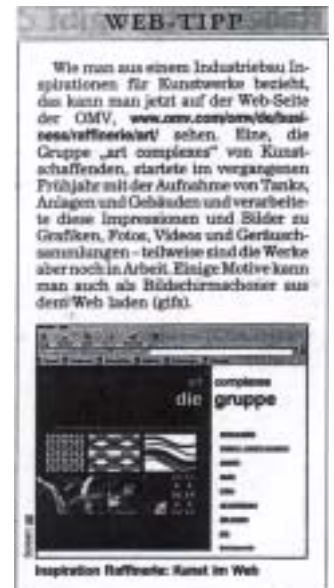 WEB-TIPP
Wie man aus einem Industriebau In-
spirationen für Kunstwerke bezieht,
das kann man jetzt auf der Web-Seite
der OMV, www.omv.com/omv/de/busi-
ness/raffinerie/art/ sehen. Eine, die
Gruppe „art complexes" von Kunst-
schaffenden, startete im vergangenen
Frühjahr mit der Aufnahme von Tanks,
Anlagen und Gebäuden und verarbeite-
te diese Impressionen und Bilder zu
Grafiken, Fotos, Videos und Geräusch-
sammlungen – teilweise sind die Werke
aber noch in Arbeit. Einige Motive kann
man auch als Bildschirmschoner aus
dem Web laden (gifx).
art complexes
die gruppe
Inspiration Raffinerie: Kunst im Web